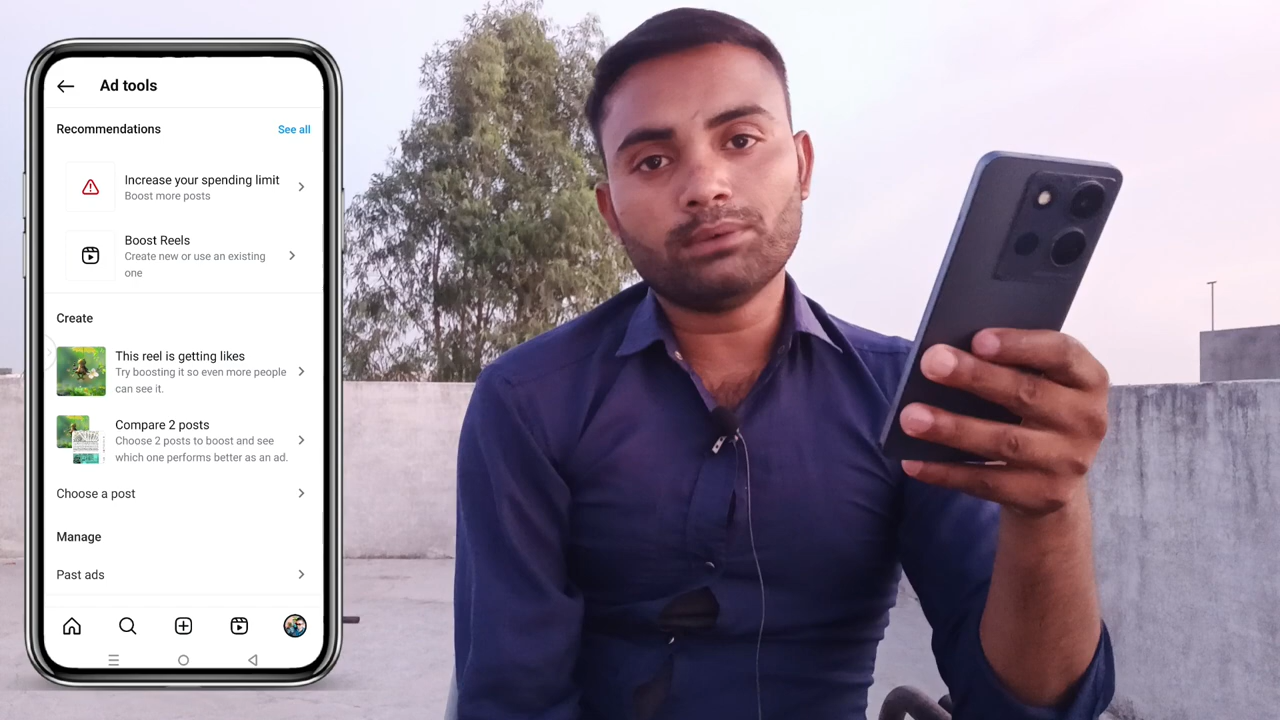 Ad tools
Recommendations
See all
Increase your spending limit
Boost more posts
Boost Reels
Create new or use an existing
one
Create
This reel is getting likes
Try boosting it so even more people
can see it.
Compare 2 posts
Choose 2 posts to boost and see
which one performs better as an ad.
Choose a post
Manage
Past ads